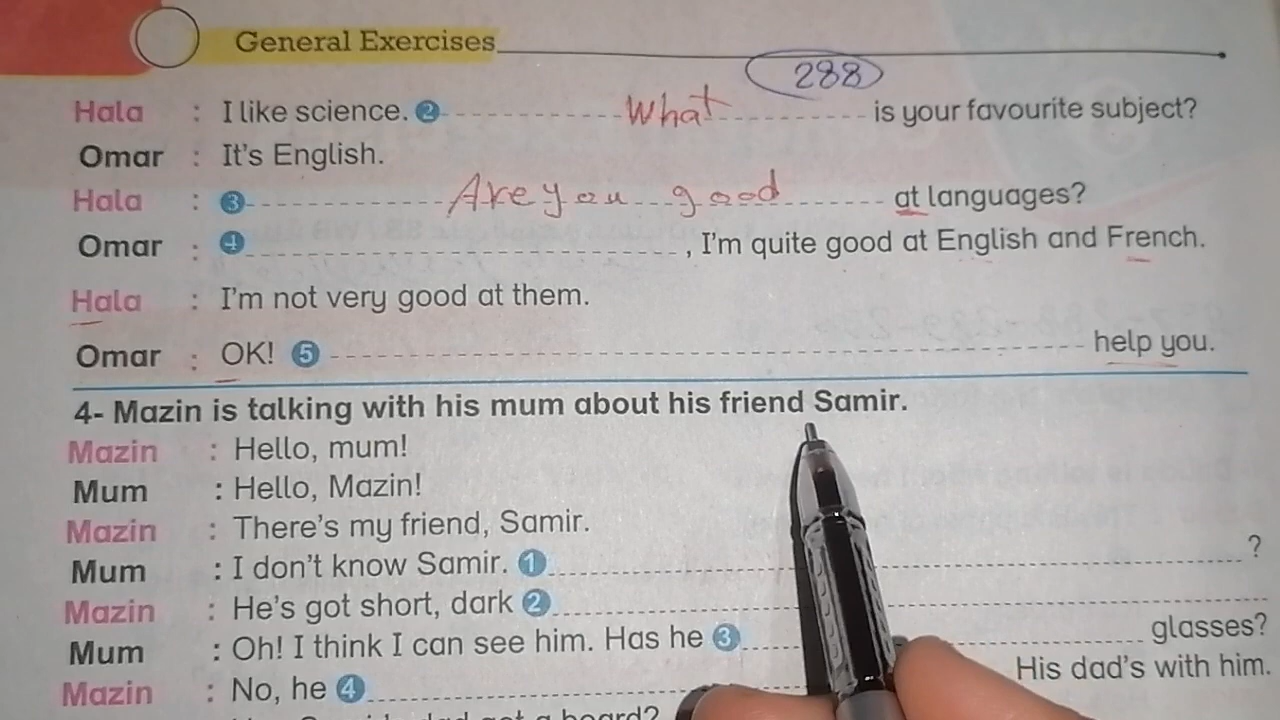 General Exercises
288
Hala : I like science. 2 What is your favourite subject?
Omar : It's English.
Hala : 3 Are you good at languages?
Omar : 4 , I'm quite good at English and French.
Hala : I'm not very good at them.
Omar : OK! 5 help you.
4- Mazin is talking with his mum about his friend Samir.
Mazin : Hello, mum!
Mum : Hello, Mazin!
Mazin : There's my friend, Samir.
Mum : I don't know Samir. 1 ?
Mazin : He's got short, dark 2
Mum : Oh! I think I can see him. Has he 3 glasses?
Mazin : No, he 4 His dad's with him.
dad got a board?